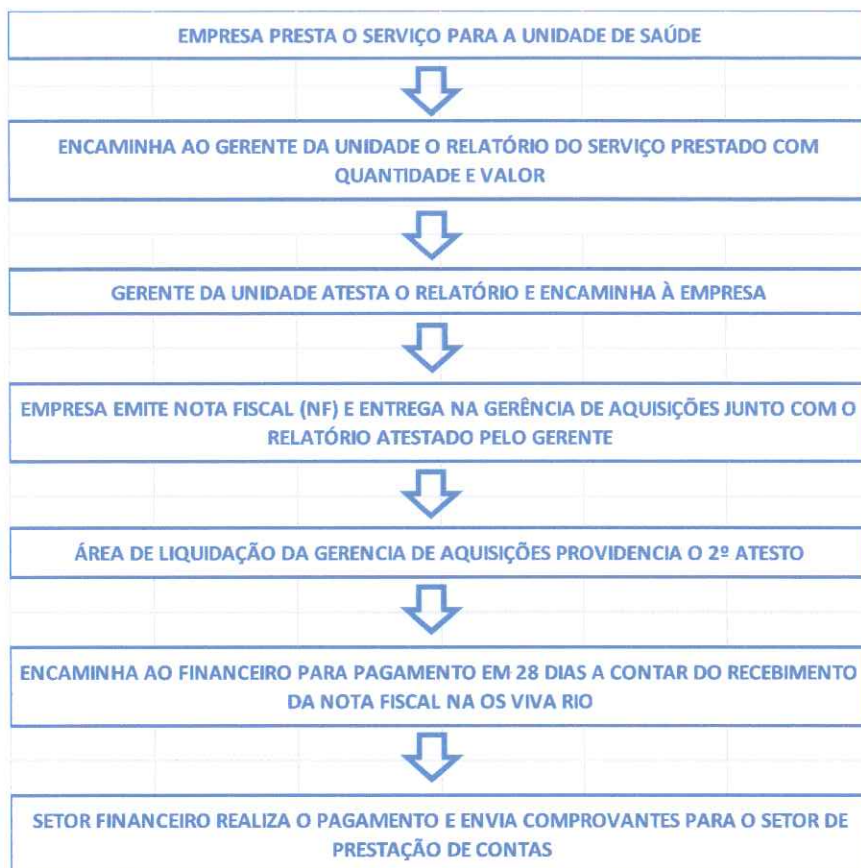 EMPRESA PRESTA O SERVIÇO PARA A UNIDADE DE SAÚDE
ENCAMINHA AO GERENTE DA UNIDADE O RELATÓRIO DO SERVIÇO PRESTADO COM
QUANTIDADE E VALOR
GERENTE DA UNIDADE ATESTA O RELATÓRIO E ENCAMINHA À EMPRESA
EMPRESA EMITE NOTA FISCAL (NF) E ENTREGA NA GERÊNCIA DE AQUISIÇÕES JUNTO COM O
RELATÓRIO ATESTADO PELO GERENTE
ÁREA DE LIQUIDAÇÃO DA GERENCIA DE AQUISIÇÕES PROVIDENCIA O 2º ATESTO
ENCAMINHA AO FINANCEIRO PARA PAGAMENTO EM 28 DIAS A CONTAR DO RECEBIMENTO
DA NOTA FISCAL NA OS VIVA RIO
SETOR FINANCEIRO REALIZA O PAGAMENTO E ENVIA COMPROVANTES PARA O SETOR DE
PRESTAÇÃO DE CONTAS